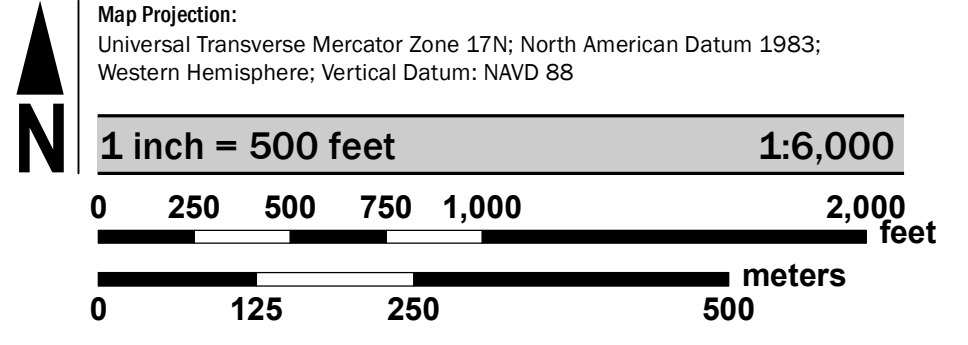 Map Projection:
Universal Transverse Mercator Zone 17N; North American Datum 1983;
Western Hemisphere; Vertical Datum: NAVD 88
N
1 inch = 500 feet 1:6,000
0 250 500 750 1,000 2,000
feet
meters
0 125 250 500